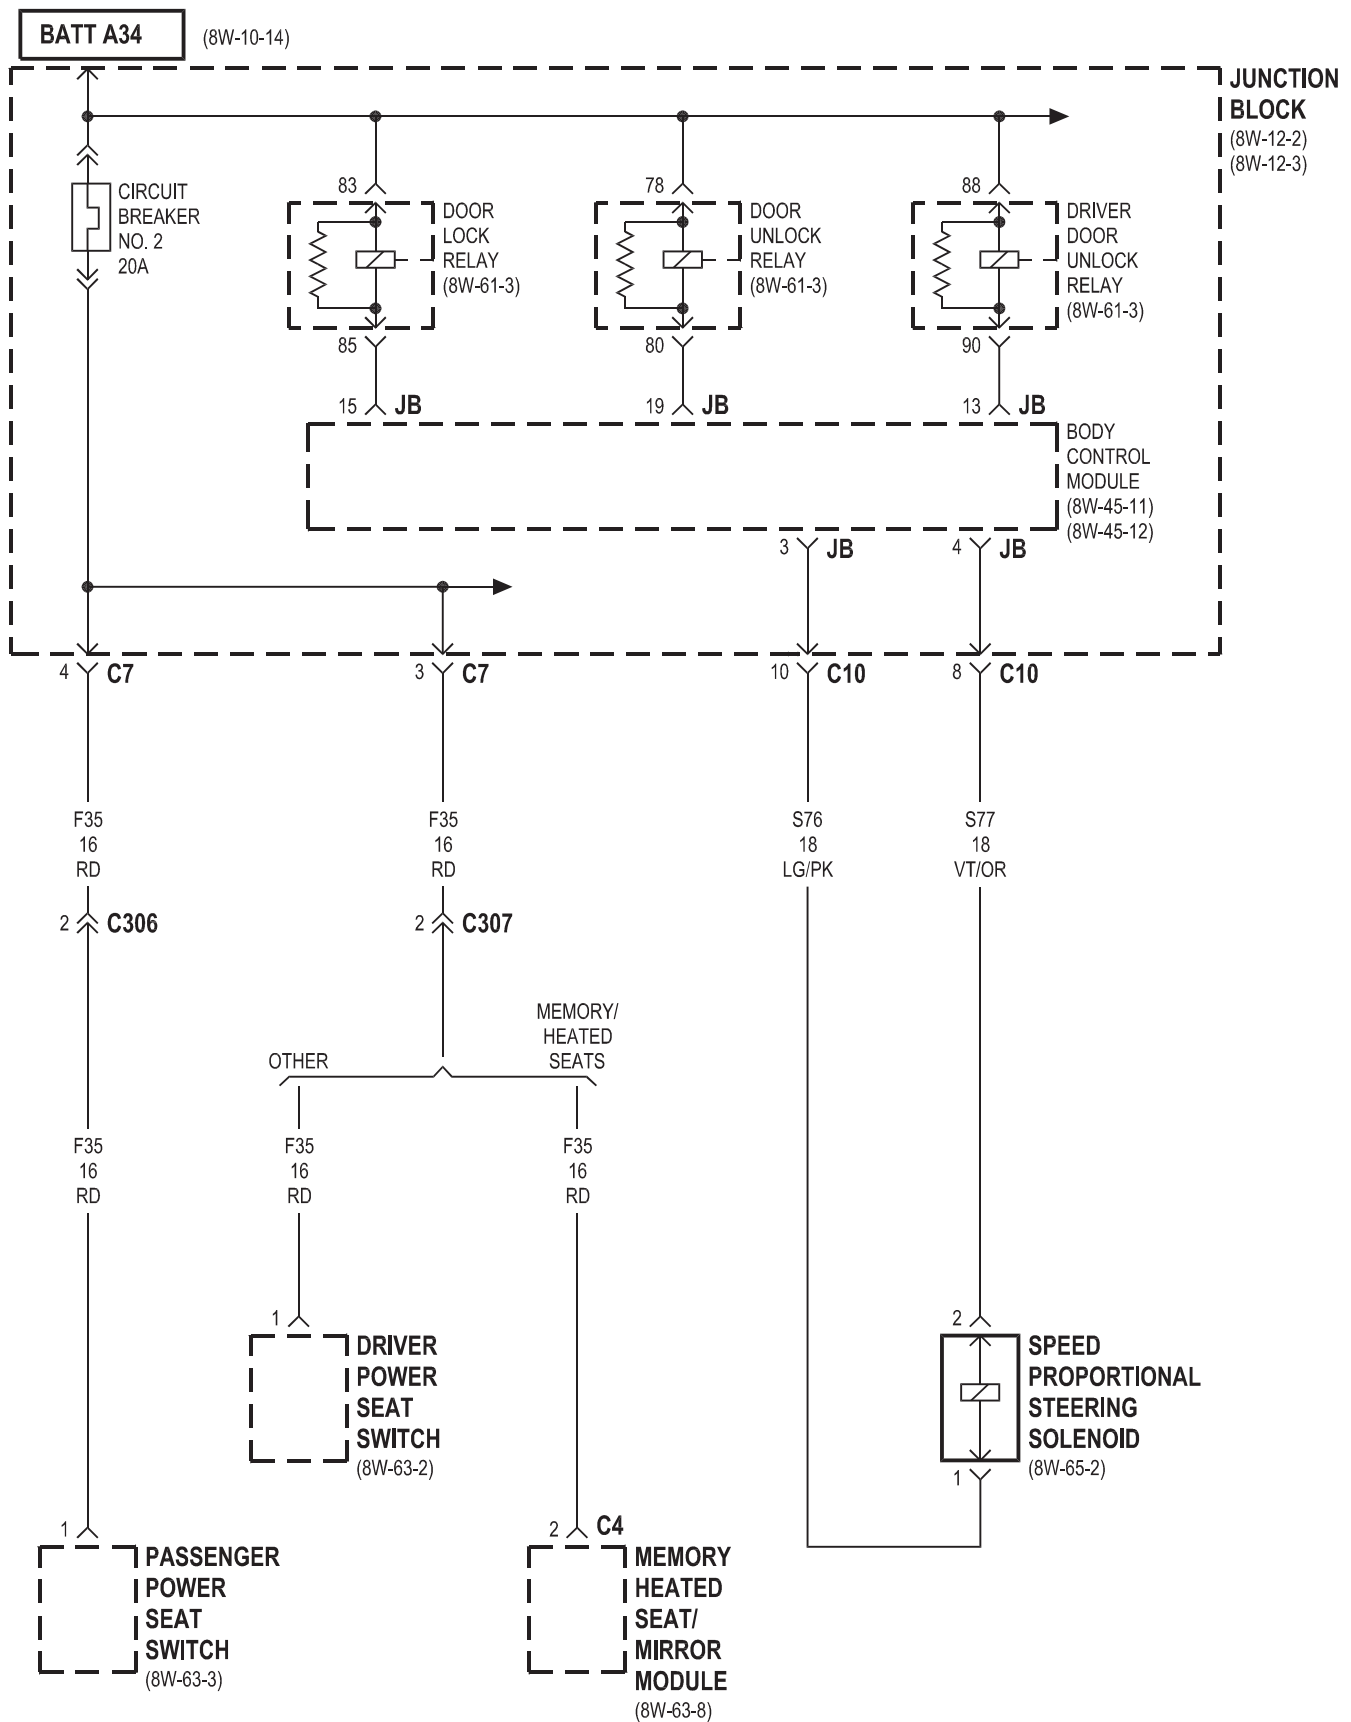 BATT A34
(8W-10-14)
JUNCTION
BLOCK
(8W-12-2)
(8W-12-3)
CIRCUIT
BREAKER
NO. 2
20A
83
DOOR
LOCK
RELAY
(8W-61-3)
85
15
JB
78
DOOR
UNLOCK
RELAY
(8W-61-3)
80
19
JB
88
DRIVER
DOOR
UNLOCK
RELAY
(8W-61-3)
90
13
JB
BODY
CONTROL
MODULE
(8W-45-11)
(8W-45-12)
3
JB
4
JB
4
C7
3
C7
10
C10
8
C10
F35
16
RD
F35
16
RD
S76
18
LG/PK
S77
18
VT/OR
2
C306
2
C307
OTHER
MEMORY/
HEATED
SEATS
F35
16
RD
F35
16
RD
F35
16
RD
1
DRIVER
POWER
SEAT
SWITCH
(8W-63-2)
2
SPEED
PROPORTIONAL
STEERING
SOLENOID
(8W-65-2)
1
1
PASSENGER
POWER
SEAT
SWITCH
(8W-63-3)
2
C4
MEMORY
HEATED
SEAT/
MIRROR
MODULE
(8W-63-8)